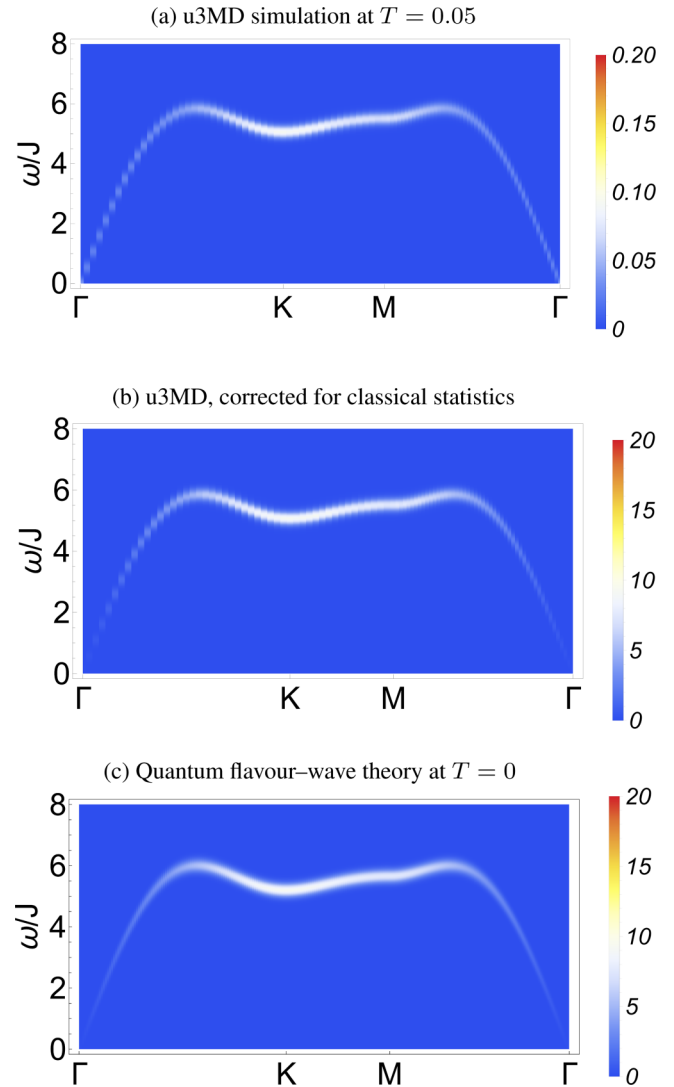 (a) u3MD simulation at T = 0.05
8
6
4
2
0
ω/J
Γ
K
M
Γ
0.20
0.15
0.10
0.05
0
(b) u3MD, corrected for classical statistics
8
6
4
2
0
ω/J
Γ
K
M
Γ
20
15
10
5
0
(c) Quantum flavour–wave theory at T = 0
8
6
4
2
0
ω/J
Γ
K
M
Γ
20
15
10
5
0